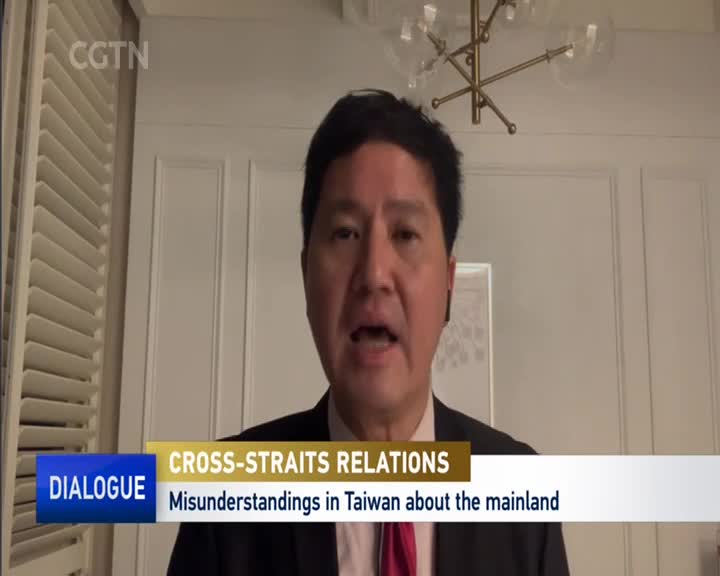 CGTN
CROSS-STRAITS RELATIONS
DIALOGUE
Misunderstandings in Taiwan about the mainland